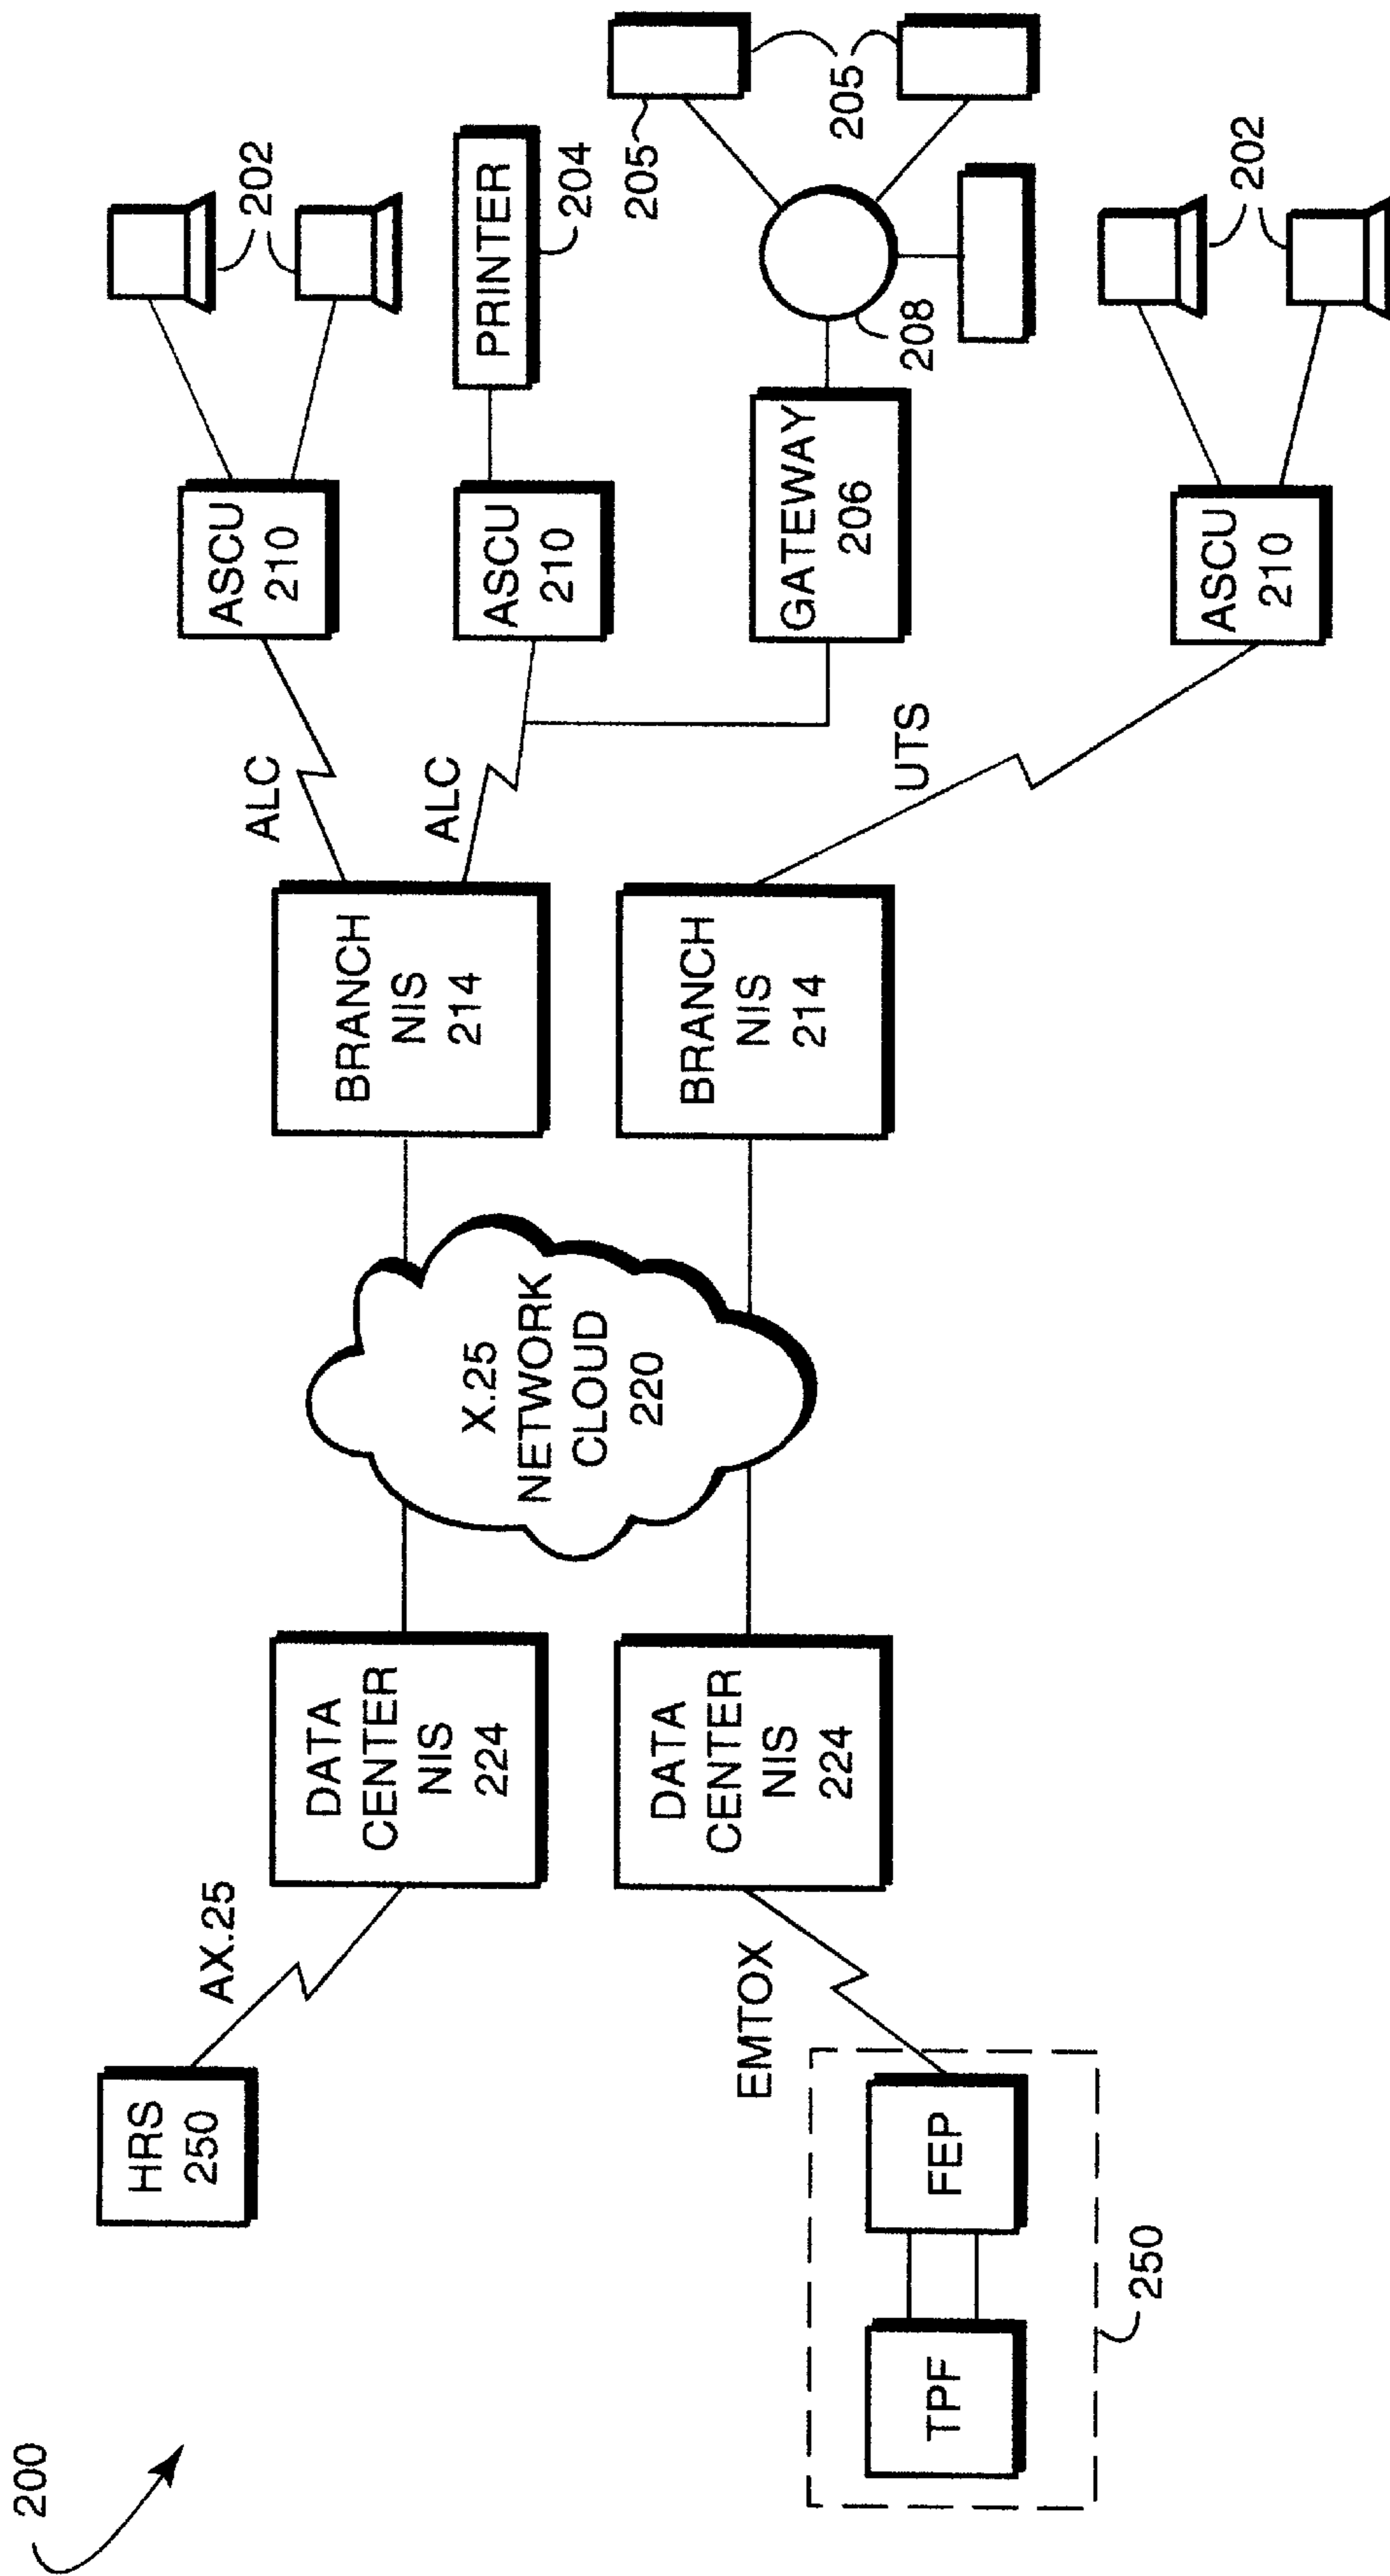 200
HRS
250
AX.25
DATA
CENTER
NIS
224
X.25
NETWORK
CLOUD
220
BRANCH
NIS
214
ALC
ALC
ASCU
210
202
ASCU
210
PRINTER
204
TPF
FEP
250
EMTOX
DATA
CENTER
NIS
224
BRANCH
NIS
214
UTS
GATEWAY
206
208
205
205
ASCU
210
202